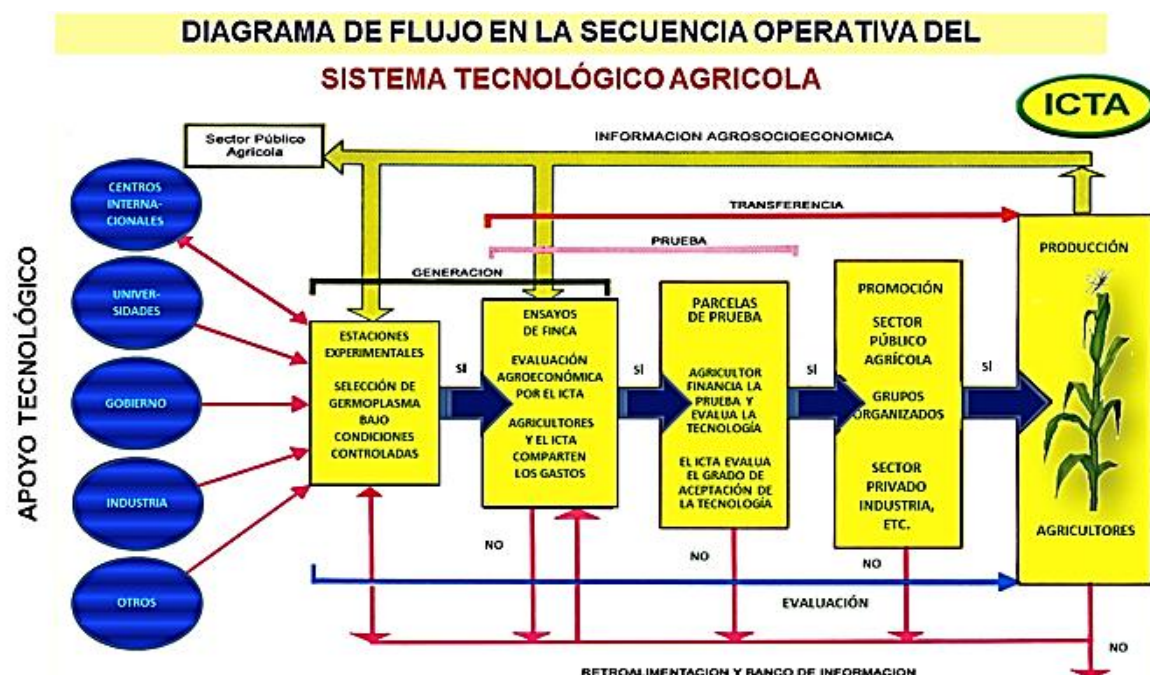 DIAGRAMA DE FLUJO EN LA SECUENCIA OPERATIVA DEL
SISTEMA TECNOLÓGICO AGRICOLA
ICTA
Sector Público
Agrícola
INFORMACION AGROSOCIOECONOMICA
TRANSFERENCIA
PRUEBA
GENERACION
APOYO TECNOLÓGICO
CENTROS
INTERNA-
CIONALES
UNIVER-
SIDADES
GOBIERNO
INDUSTRIA
OTROS
ESTACIONES
EXPERIMENTALES
SELECCIÓN DE
GERMOPLASMA
BAJO
CONDICIONES
CONTROLADAS
SÍ
ENSAYOS
DE FINCA
EVALUACIÓN
AGROECONÓMICA
POR EL ICTA
AGRICULTORES
Y EL ICTA
COMPARTEN
LOS GASTOS
SÍ
PARCELAS
DE PRUEBA
AGRICULTOR
FINANCIA LA
PRUEBA Y
EVALUA LA
TECNOLOGÍA
EL ICTA EVALUA
EL GRADO DE
ACEPTACIÓN DE
LA TECNOLOGÍA
SÍ
PROMOCIÓN
SECTOR
PÚBLICO
AGRÍCOLA
GRUPOS
ORGANIZADOS
SECTOR
PRIVADO
INDUSTRIA,
ETC.
SÍ
PRODUCCIÓN
AGRICULTORES
NO
NO
NO
NO
EVALUACIÓN
RETROALIMENTACION Y BANCO DE INFORMACION